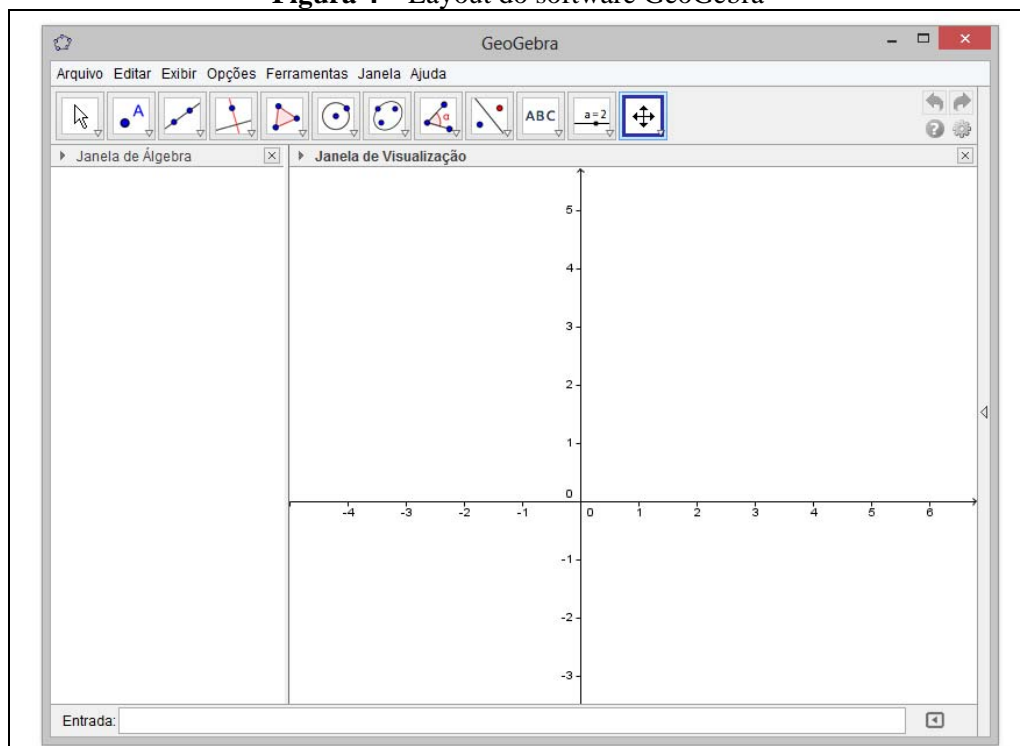 Layout do software GeoGebra
GeoGebra
Arquivo Editar Exibir Opções Ferramentas Janela Ajuda
A
α
ABC
a=2
Janela de Álgebra
Janela de Visualização
5
4
3
2
1
0
-4 -3 -2 -1 0 1 2 3 4 5 6
-1
-2
-3
Entrada: